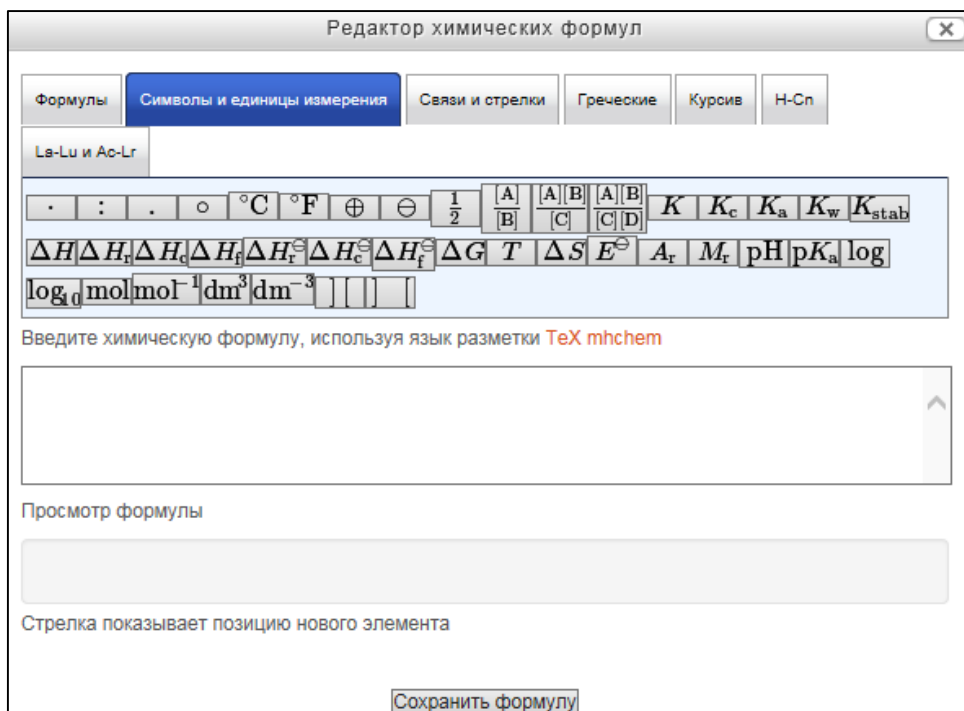 Редактор химических формул
Формулы Символы и единицы измерения Связи и стрелки Греческие Курсив H-Cn
La-Lu и Ac-Lr
· : . ○ °C °F ⊕ ⊖ 1/2 [A]/[B] [A][B]/[C] [A][B]/[C][D] K Kc Ka Kw Kstab
ΔH ΔHr ΔHc ΔHf ΔHr⊖ ΔHc⊖ ΔHf⊖ ΔG T ΔS E⊖ Ar Mr pH pKa log
log10 mol mol⁻¹ dm³ dm⁻³ ] [ ] [
Введите химическую формулу, используя язык разметки TeX mhchem
Просмотр формулы
Стрелка показывает позицию нового элемента
Сохранить формулу